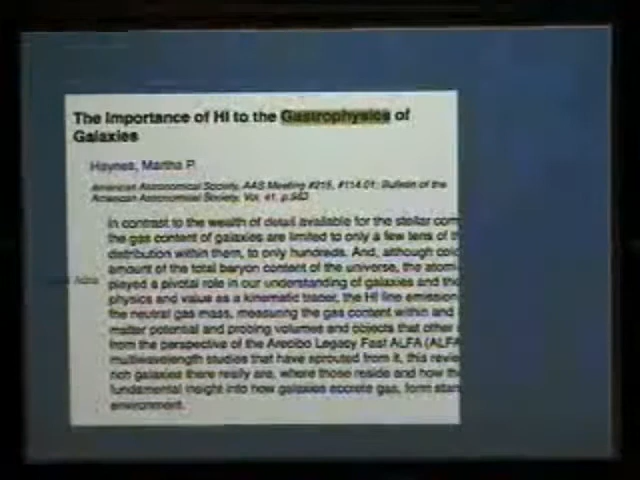 The Importance of HI to the Gastrophysics of
Galaxies
Haynes, Martha P.
American Astronomical Society, AAS Meeting #215, #114.01; Bulletin of the
American Astronomical Society, Vol. 41, p.
In contrast to the wealth of detail available for the stellar com
the gas content of galaxies are limited to only a few tens of t
distribution within them, to only hundreds. And, although cold
amount of the total baryon content of the universe, the atom
played a pivotal role in our understanding of galaxies and the
physics and value as a kinematic tracer, the HI line emission
the neutral gas mass, measuring the gas content within and
matter potential and probing volumes and objects that other
from the perspective of the Arecibo Legacy Fast ALFA (ALFA
multiwavelength studies that have sprouted from it, this revie
rich galaxies there really are, where those reside and how th
fundamental insight into how galaxies accrete gas, form stars
environment.